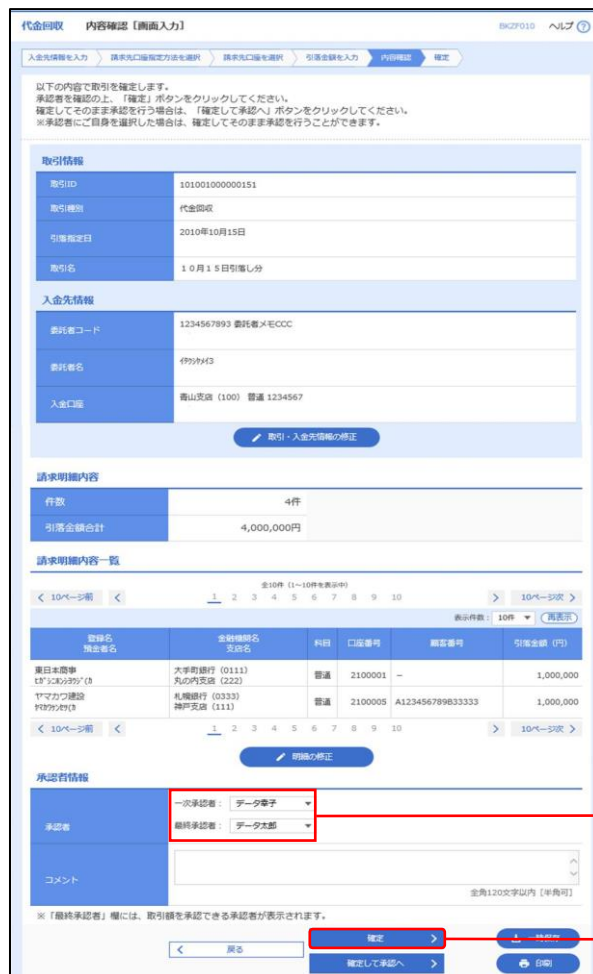 代金回収 内容確認［画面入力］ BKZF010 ヘルプ ?
入金先情報を入力 請求先口座指定方法を選択 請求先口座を選択 引落金額を入力 内容確認 確定
以下の内容で取引を確定します。
承認者を確認の上、「確定」ボタンをクリックしてください。
確定してそのまま承認を行う場合は、「確定して承認へ」ボタンをクリックしてください。
※承認者にご自身を選択した場合は、確定してそのまま承認を行うことができます。
取引情報
取引ID 101001000000151
取引種別 代金回収
引落指定日 2010年10月15日
取引名 １０月１５日引落し分
入金先情報
委託者コード 1234567893 委託者メモCCC
委託者名
入金口座 青山支店（100） 普通 1234567
取引・入金先情報の修正
請求明細内容
件数 4件
引落金額合計 4,000,000円
請求明細内容一覧
全10件（1～10件を表示中）
10ページ前 1 2 3 4 5 6 7 8 9 10 10ページ次
表示件数： 10件 再表示
登録名 預金者名 金融機関名 支店名 科目 口座番号 顧客番号 引落金額（円）
東日本商事 大手町銀行（0111） 普通 2100001 － 1,000,000
丸の内支店（222）
ヤマカワ建設 札幌銀行（0333） 普通 2100005 A123456789B33333 1,000,000
神戸支店（111）
10ページ前 1 2 3 4 5 6 7 8 9 10 10ページ次
明細の修正
承認者情報
承認者 一次承認者： データ幸子
最終承認者： データ太郎
コメント
全角120文字以内［半角可］
※「最終承認者」欄には、取引額を承認できる承認者が表示されます。
戻る 確定 一時保存
確定して承認へ 印刷